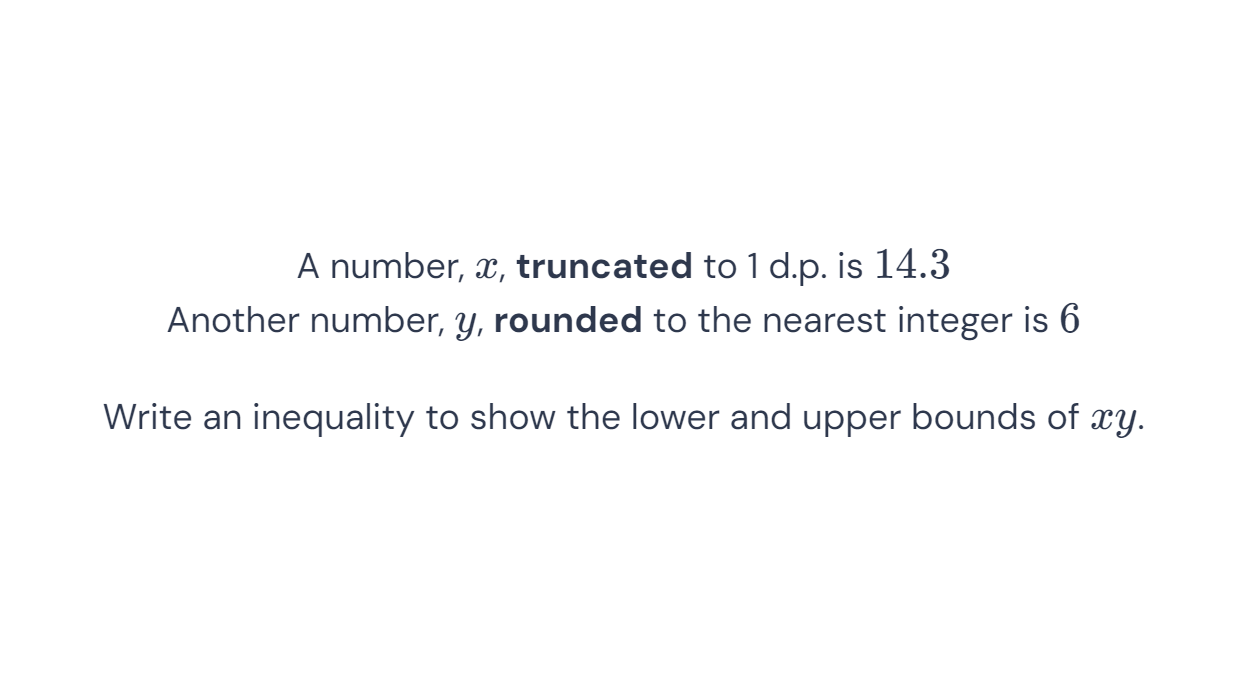 A number, x, truncated to 1 d.p. is 14.3
Another number, y, rounded to the nearest integer is 6
Write an inequality to show the lower and upper bounds of xy.